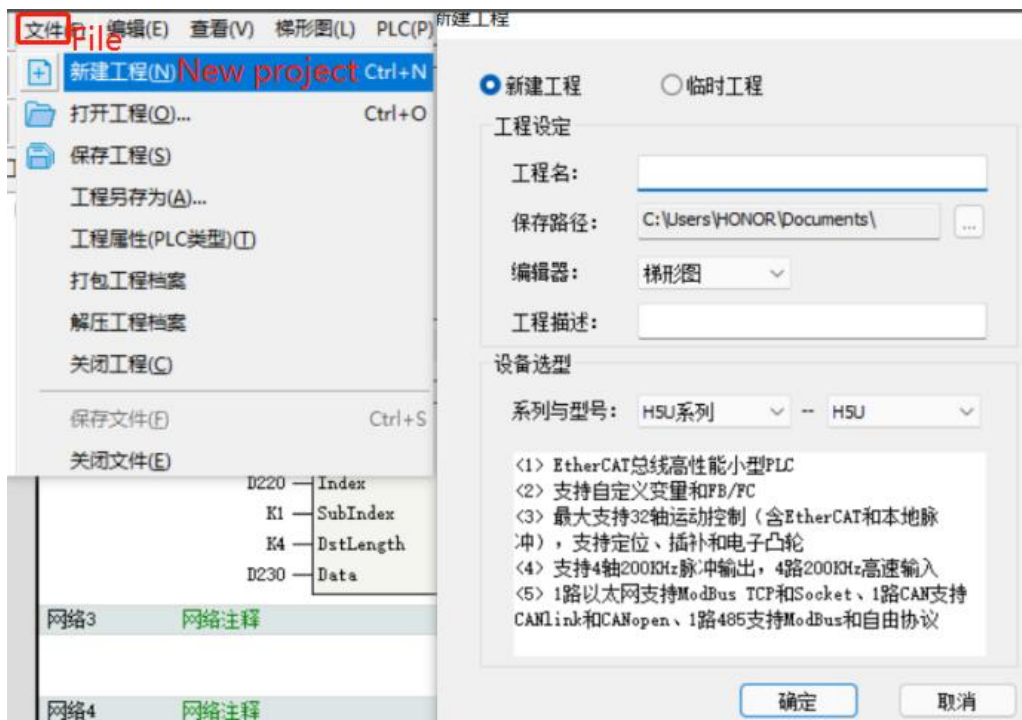 文件(F) 编辑(E) 查看(V) 梯形图(L) PLC(P)
File
新建工程(N) New project Ctrl+N
打开工程(O)... Ctrl+O
保存工程(S)
工程另存为(A)...
工程属性(PLC类型)(T)
打包工程档案
解压工程档案
关闭工程(C)
保存文件(F) Ctrl+S
关闭文件(E)
D220 Index
K1 SubIndex
K4 DstLength
D230 Data
网络3 网络注释
网络4 网络注释
新建工程
新建工程 临时工程
工程设定
工程名:
保存路径: C:\Users\HONOR\Documents\ ...
编辑器: 梯形图
工程描述:
设备选型
系列与型号: H5U系列 -- H5U
<1> EtherCAT总线高性能小型PLC
<2> 支持自定义变量和FB/FC
<3> 最大支持32轴运动控制（含EtherCAT和本地脉
冲），支持定位、插补和电子凸轮
<4> 支持4轴200KHz脉冲输出，4路200KHz高速输入
<5> 1路以太网支持ModBus TCP和Socket、1路CAN支持
CANlink和CANopen、1路485支持ModBus和自由协议
确定 取消